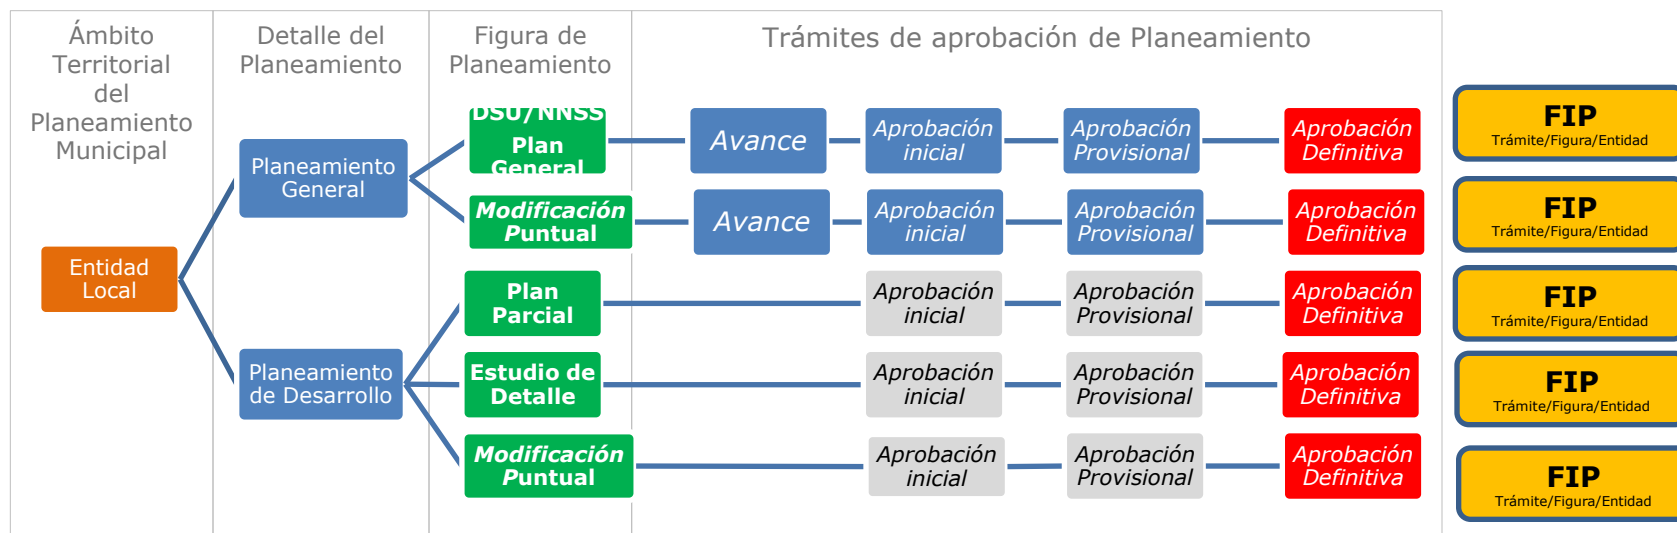 Ámbito
Territorial
del
Planeamiento
Municipal
Detalle del
Planeamiento
Figura de
Planeamiento
Trámites de aprobación de Planeamiento
Entidad
Local
Planeamiento
General
Planeamiento
de Desarrollo
DSU/NNSS
Plan
General
Avance
Aprobación
inicial
Aprobación
Provisional
Aprobación
Definitiva
FIP
Trámite/Figura/Entidad
Modificación
Puntual
Avance
Aprobación
inicial
Aprobación
Provisional
Aprobación
Definitiva
FIP
Trámite/Figura/Entidad
Plan
Parcial
Aprobación
inicial
Aprobación
Provisional
Aprobación
Definitiva
FIP
Trámite/Figura/Entidad
Estudio de
Detalle
Aprobación
inicial
Aprobación
Provisional
Aprobación
Definitiva
FIP
Trámite/Figura/Entidad
Modificación
Puntual
Aprobación
inicial
Aprobación
Provisional
Aprobación
Definitiva
FIP
Trámite/Figura/Entidad